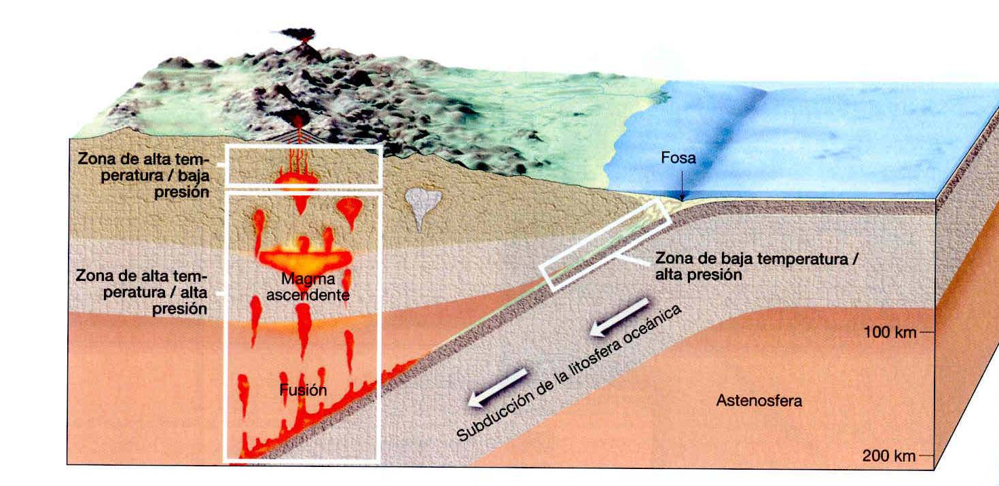 Zona de alta tem-
peratura / baja
presión
Fosa
Zona de alta tem-
peratura / alta
presión
Magma
ascendente
Zona de baja temperatura /
alta presión
Subducción de la litosfera oceánica
Fusión
Astenosfera
100 km
200 km